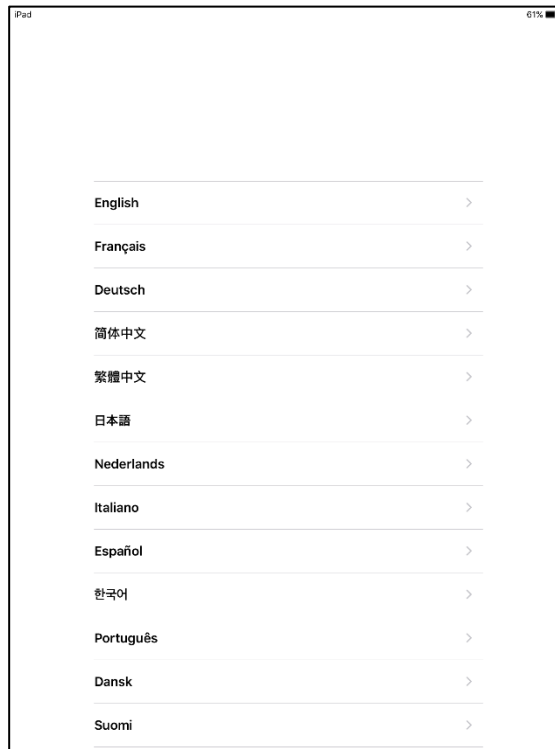 iPad 61%
English
Français
Deutsch
简体中文
繁體中文
日本語
Nederlands
Italiano
Español
한국어
Português
Dansk
Suomi